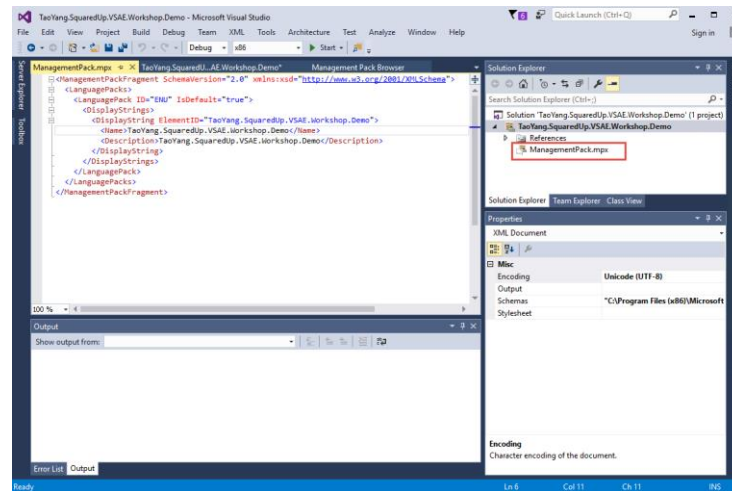 TaoYang.SquaredUp.VSAE.Workshop.Demo - Microsoft Visual Studio
6
Quick Launch (Ctrl+Q)
File Edit View Project Build Debug Team XML Tools Architecture Test Analyze Window Help
Sign in
Debug x86 Start
Server Explorer
Toolbox
ManagementPack.mpx TaoYang.SquaredU...AE.Workshop.Demo* Management Pack Browser
<ManagementPackFragment SchemaVersion="2.0" xmlns:xsd="http://www.w3.org/2001/XMLSchema">
<LanguagePacks>
<LanguagePack ID="ENU" IsDefault="true">
<DisplayStrings>
<DisplayString ElementID="TaoYang.SquaredUp.VSAE.Workshop.Demo">
<Name>TaoYang.SquaredUp.VSAE.Workshop.Demo</Name>
<Description>TaoYang.SquaredUp.VSAE.Workshop.Demo</Description>
</DisplayString>
</DisplayStrings>
</LanguagePack>
</LanguagePacks>
</ManagementPackFragment>
100 %
Output
Show output from:
Error List Output
Solution Explorer
Search Solution Explorer (Ctrl+;)
Solution 'TaoYang.SquaredUp.VSAE.Workshop.Demo' (1 project)
TaoYang.SquaredUp.VSAE.Workshop.Demo
References
ManagementPack.mpx
Solution Explorer Team Explorer Class View
Properties
XML Document
Misc
Encoding Unicode (UTF-8)
Output
Schemas "C:\Program Files (x86)\Microsoft
Stylesheet
Encoding
Character encoding of the document.
Ready Ln 6 Col 11 Ch 11 INS